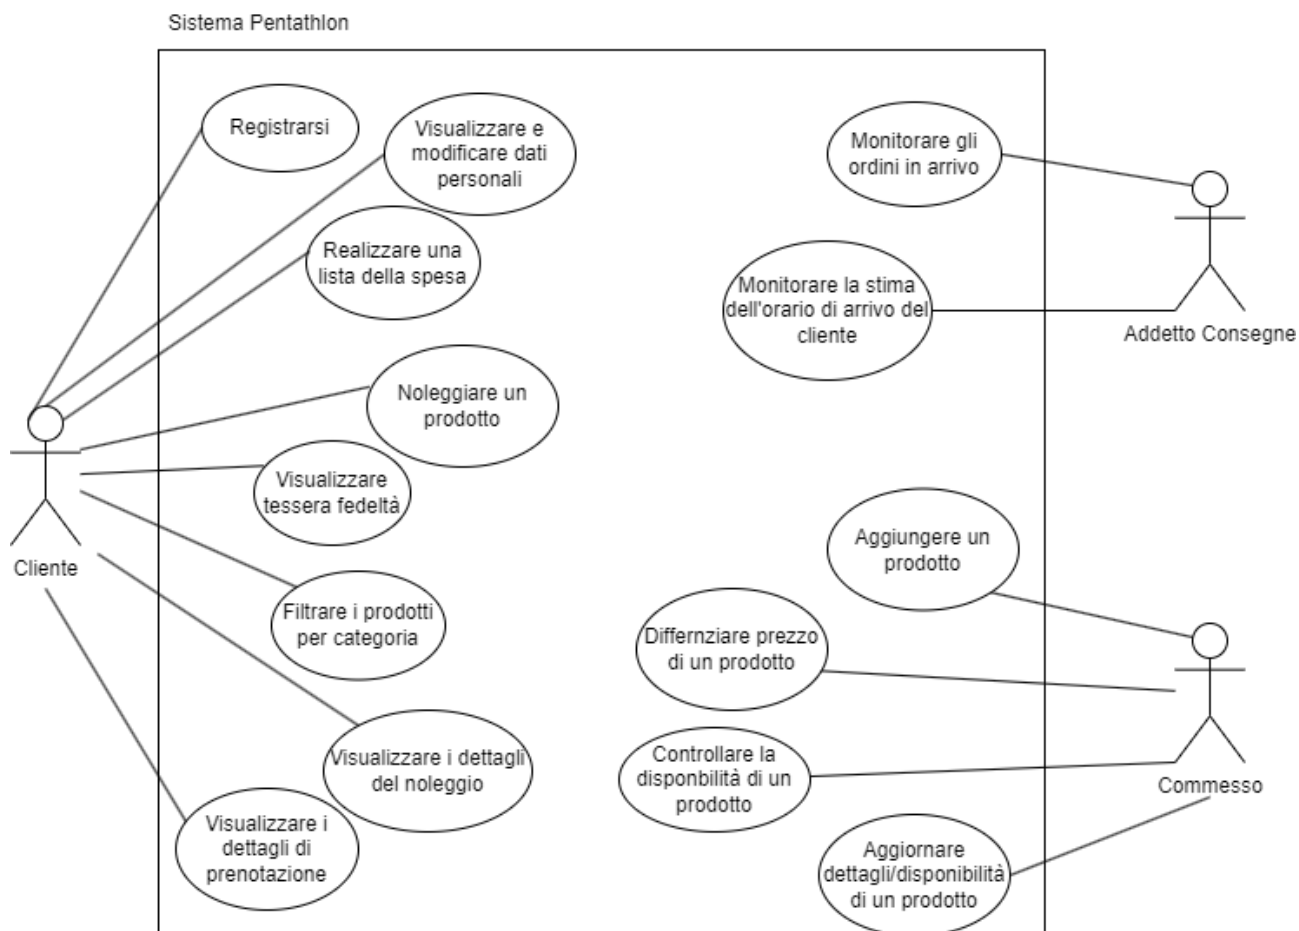 Sistema Pentathlon
Registrarsi
Visualizzare e
modificare dati
personali
Realizzare una
lista della spesa
Noleggiare un
prodotto
Visualizzare
tessera fedeltà
Filtrare i prodotti
per categoria
Visualizzare i dettagli
del noleggio
Visualizzare i
dettagli di
prenotazione
Cliente
Monitorare gli
ordini in arrivo
Monitorare la stima
dell'orario di arrivo del
cliente
Addetto Consegne
Aggiungere un
prodotto
Differnziare prezzo
di un prodotto
Controllare la
disponbilità di un
prodotto
Aggiornare
dettagli/disponibilità
di un prodotto
Commesso